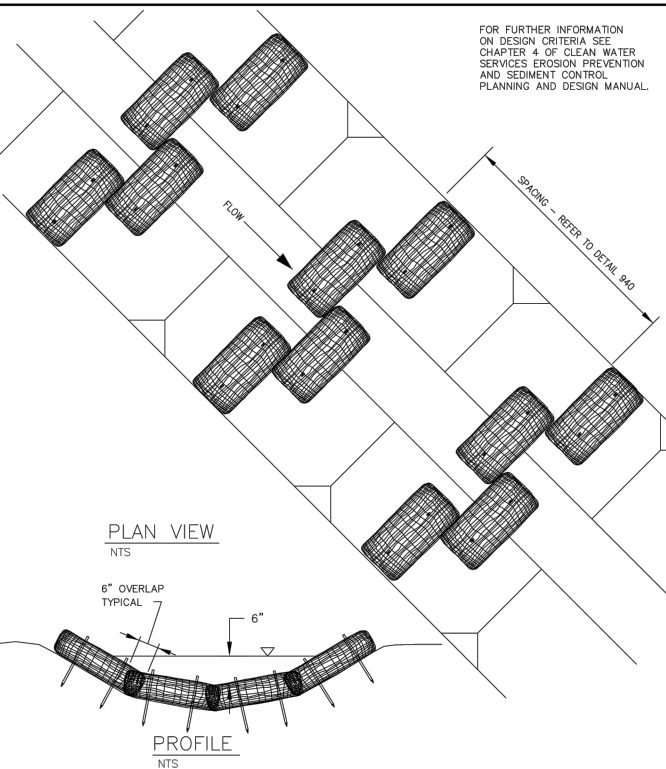 FOR FURTHER INFORMATION
ON DESIGN CRITERIA SEE
CHAPTER 4 OF CLEAN WATER
SERVICES EROSION PREVENTION
AND SEDIMENT CONTROL
PLANNING AND DESIGN MANUAL.
SPACING - REFER TO DETAIL 940
FLOW
PLAN VIEW
NTS
6" OVERLAP
TYPICAL
6"
PROFILE
NTS